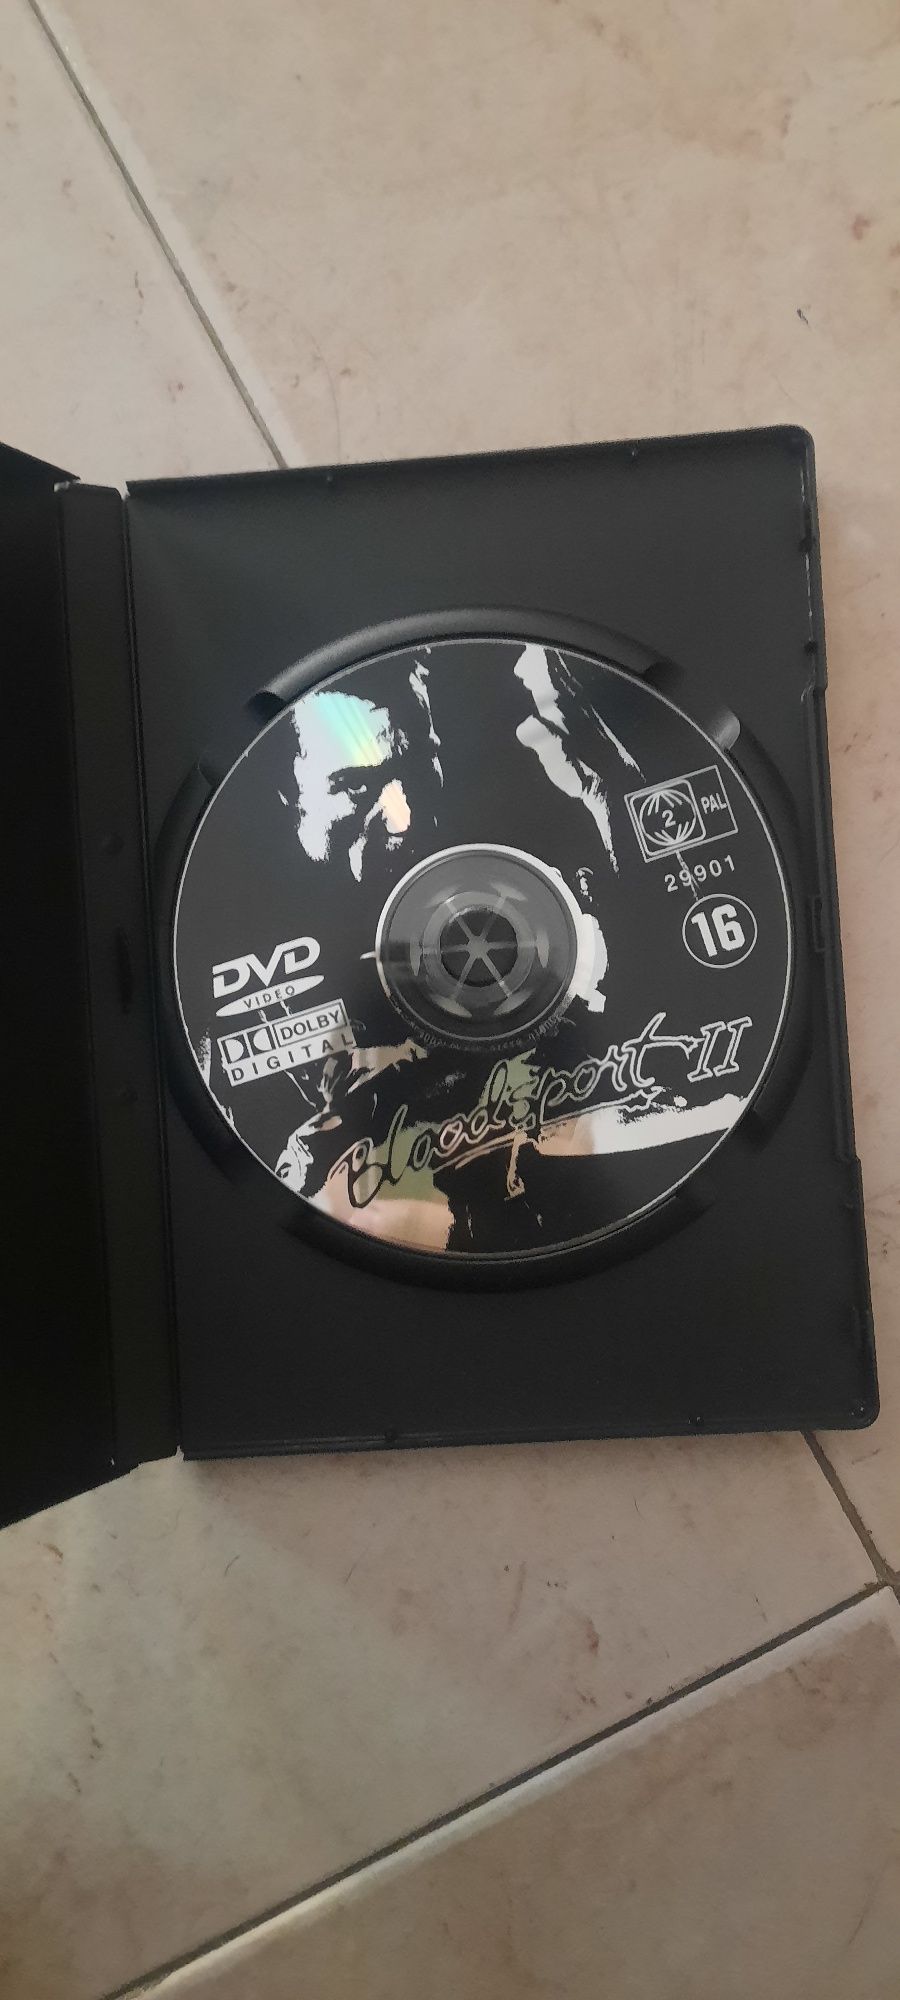 2 PAL
29901
16
DVD
VIDEO
DOLBY
DIGITAL
Bloodsport II